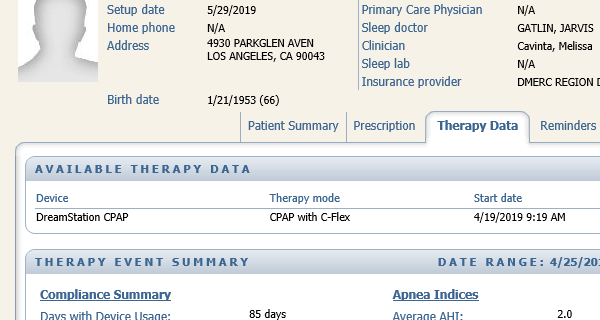 Setup date 5/29/2019
Home phone N/A
Address 4930 PARKGLEN AVEN
LOS ANGELES, CA 90043
Birth date 1/21/1953 (66)
Primary Care Physician N/A
Sleep doctor GATLIN, JARVIS
Clinician Cavinta, Melissa
Sleep lab N/A
Insurance provider DMERC REGION D
Patient Summary Prescription Therapy Data Reminders
AVAILABLE THERAPY DATA
Device Therapy mode Start date
DreamStation CPAP CPAP with C-Flex 4/19/2019 9:19 AM
THERAPY EVENT SUMMARY DATE RANGE: 4/25/201
Compliance Summary Apnea Indices
Days with Device Usage: 85 days Average AHI: 2.0